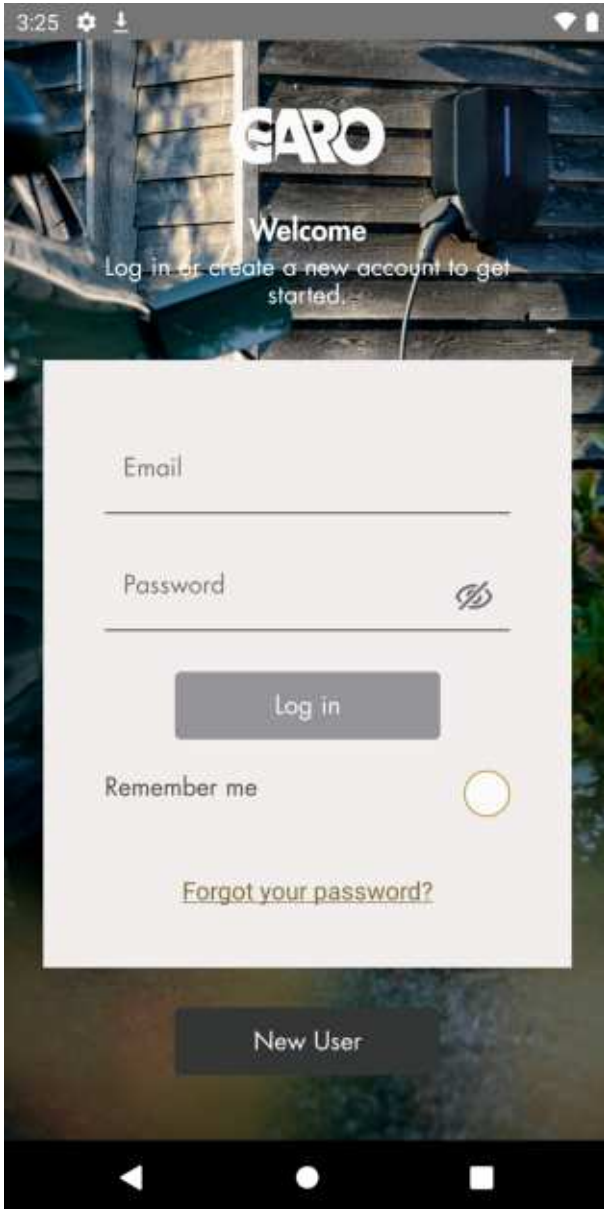 3:25
GARO
Welcome
Log in or create a new account to get
started.
Email
Password
Log in
Remember me
Forgot your password?
New User